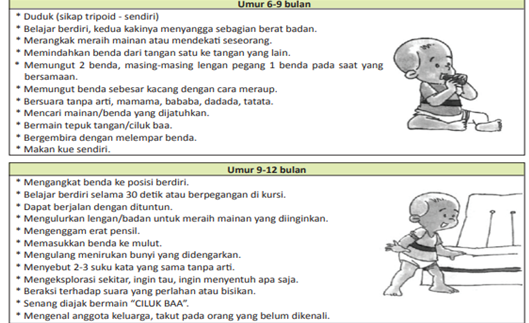 Umur 6-9 bulan
* Duduk (sikap tripoid - sendiri)
* Belajar berdiri, kedua kakinya menyangga sebagian berat badan.
* Merangkak meraih mainan atau mendekati seseorang.
* Memindahkan benda dari tangan satu ke tangan yang lain.
* Memungut 2 benda, masing-masing lengan pegang 1 benda pada saat yang
bersamaan.
* Memungut benda sebesar kacang dengan cara meraup.
* Bersuara tanpa arti, mamama, bababa, dadada, tatata.
* Mencari mainan/benda yang dijatuhkan.
* Bermain tepuk tangan/ciluk baa.
* Bergembira dengan melempar benda.
* Makan kue sendiri.
Umur 9-12 bulan
* Mengangkat benda ke posisi berdiri.
* Belajar berdiri selama 30 detik atau berpegangan di kursi.
* Dapat berjalan dengan dituntun.
* Mengulurkan lengan/badan untuk meraih mainan yang diinginkan.
* Mengenggam erat pensil.
* Memasukkan benda ke mulut.
* Mengulang menirukan bunyi yang didengarkan.
* Menyebut 2-3 suku kata yang sama tanpa arti.
* Mengeksplorasi sekitar, ingin tau, ingin menyentuh apa saja.
* Beraksi terhadap suara yang perlahan atau bisikan.
* Senang diajak bermain “CILUK BAA”.
* Mengenal anggota keluarga, takut pada orang yang belum dikenali.